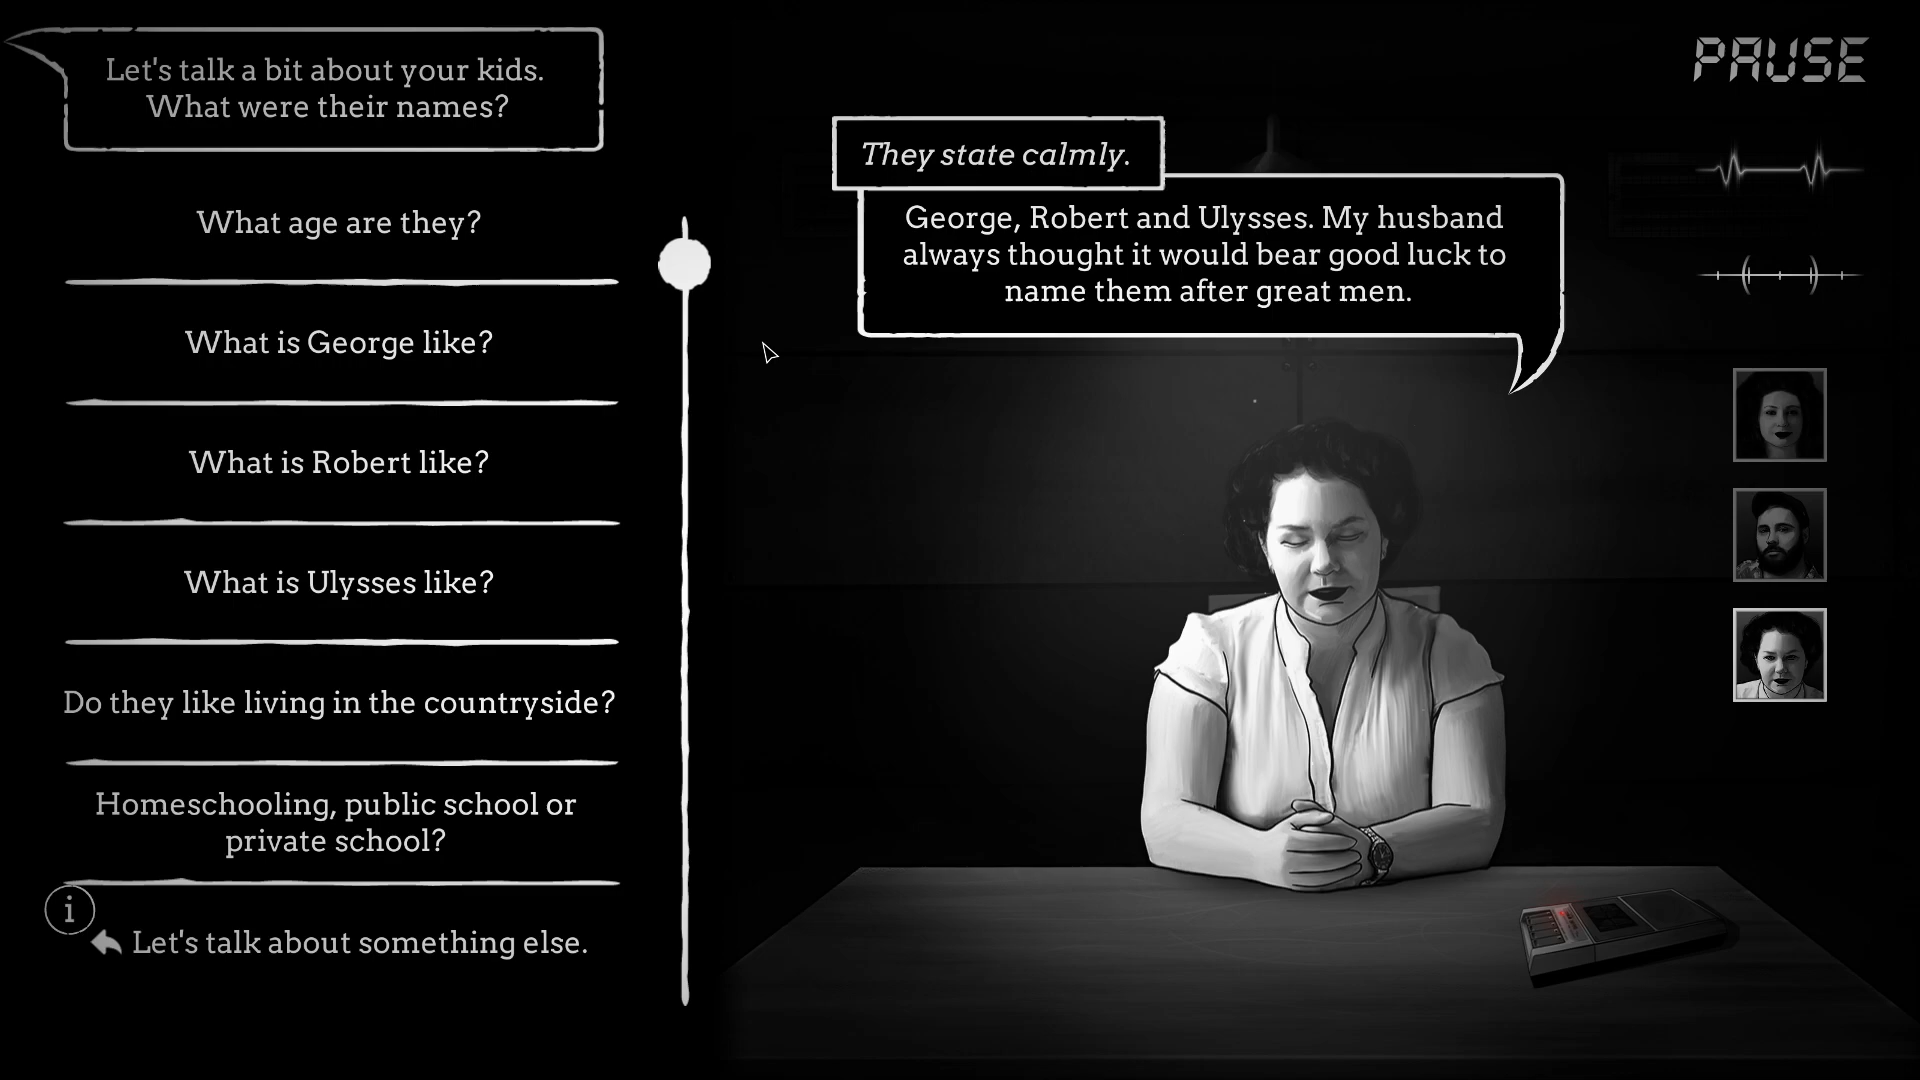 Let's talk a bit about your kids.
What were their names?
What age are they?
What is George like?
What is Robert like?
What is Ulysses like?
Do they like living in the countryside?
Homeschooling, public school or
private school?
i
Let's talk about something else.
They state calmly.
George, Robert and Ulysses. My husband
always thought it would bear good luck to
name them after great men.
PAUSE